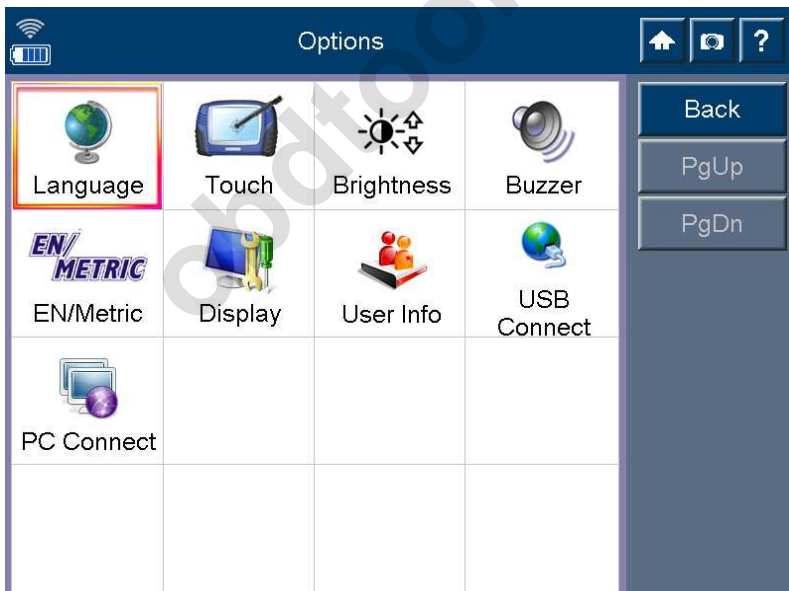 Options
?
Back
PgUp
PgDn
Language
Touch
Brightness
Buzzer
EN/
METRIC
EN/Metric
Display
User Info
USB
Connect
PC Connect
obdtool